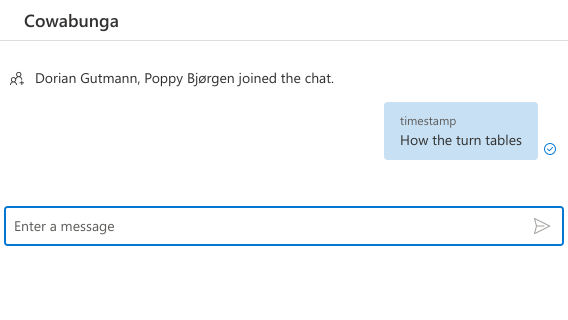 Cowabunga
Dorian Gutmann, Poppy Bjørgen joined the chat.
timestamp
How the turn tables
Enter a message